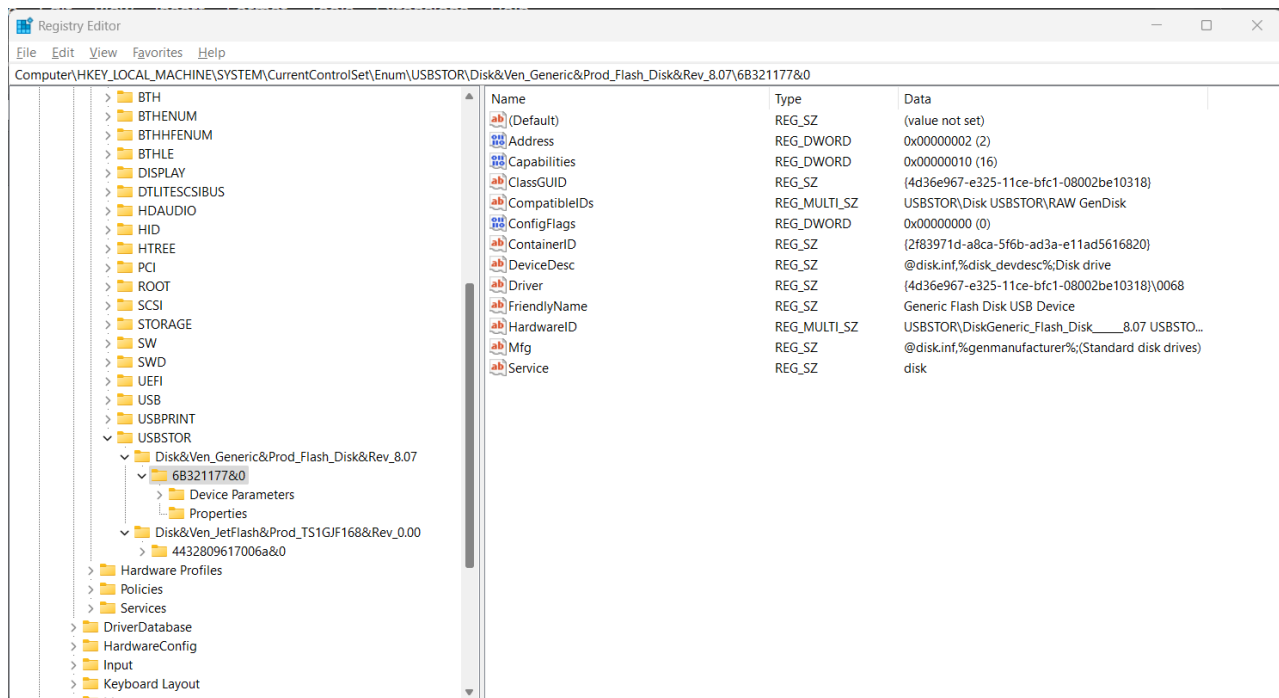 Registry Editor
File Edit View Favorites Help
Computer\HKEY_LOCAL_MACHINE\SYSTEM\CurrentControlSet\Enum\USBSTOR\Disk&Ven_Generic&Prod_Flash_Disk&Rev_8.07\6B321177&0
BTH
BTHENUM
BTHHFENUM
BTHLE
DISPLAY
DTLITESCSIBUS
HDAUDIO
HID
HTREE
PCI
ROOT
SCSI
STORAGE
SW
SWD
UEFI
USB
USBPRINT
USBSTOR
Disk&Ven_Generic&Prod_Flash_Disk&Rev_8.07
6B321177&0
Device Parameters
Properties
Disk&Ven_JetFlash&Prod_TS1GJF168&Rev_0.00
4432809617006a&0
Hardware Profiles
Policies
Services
DriverDatabase
HardwareConfig
Input
Keyboard Layout
Name Type Data
(Default) REG_SZ (value not set)
Address REG_DWORD 0x00000002 (2)
Capabilities REG_DWORD 0x00000010 (16)
ClassGUID REG_SZ {4d36e967-e325-11ce-bfc1-08002be10318}
CompatibleIDs REG_MULTI_SZ USBSTOR\Disk USBSTOR\RAW GenDisk
ConfigFlags REG_DWORD 0x00000000 (0)
ContainerID REG_SZ {2f83971d-a8ca-5f6b-ad3a-e11ad5616820}
DeviceDesc REG_SZ @disk.inf,%disk_devdesc%;Disk drive
Driver REG_SZ {4d36e967-e325-11ce-bfc1-08002be10318}\0068
FriendlyName REG_SZ Generic Flash Disk USB Device
HardwareID REG_MULTI_SZ USBSTOR\DiskGeneric_Flash_Disk______8.07 USBSTO...
Mfg REG_SZ @disk.inf,%genmanufacturer%;(Standard disk drives)
Service REG_SZ disk